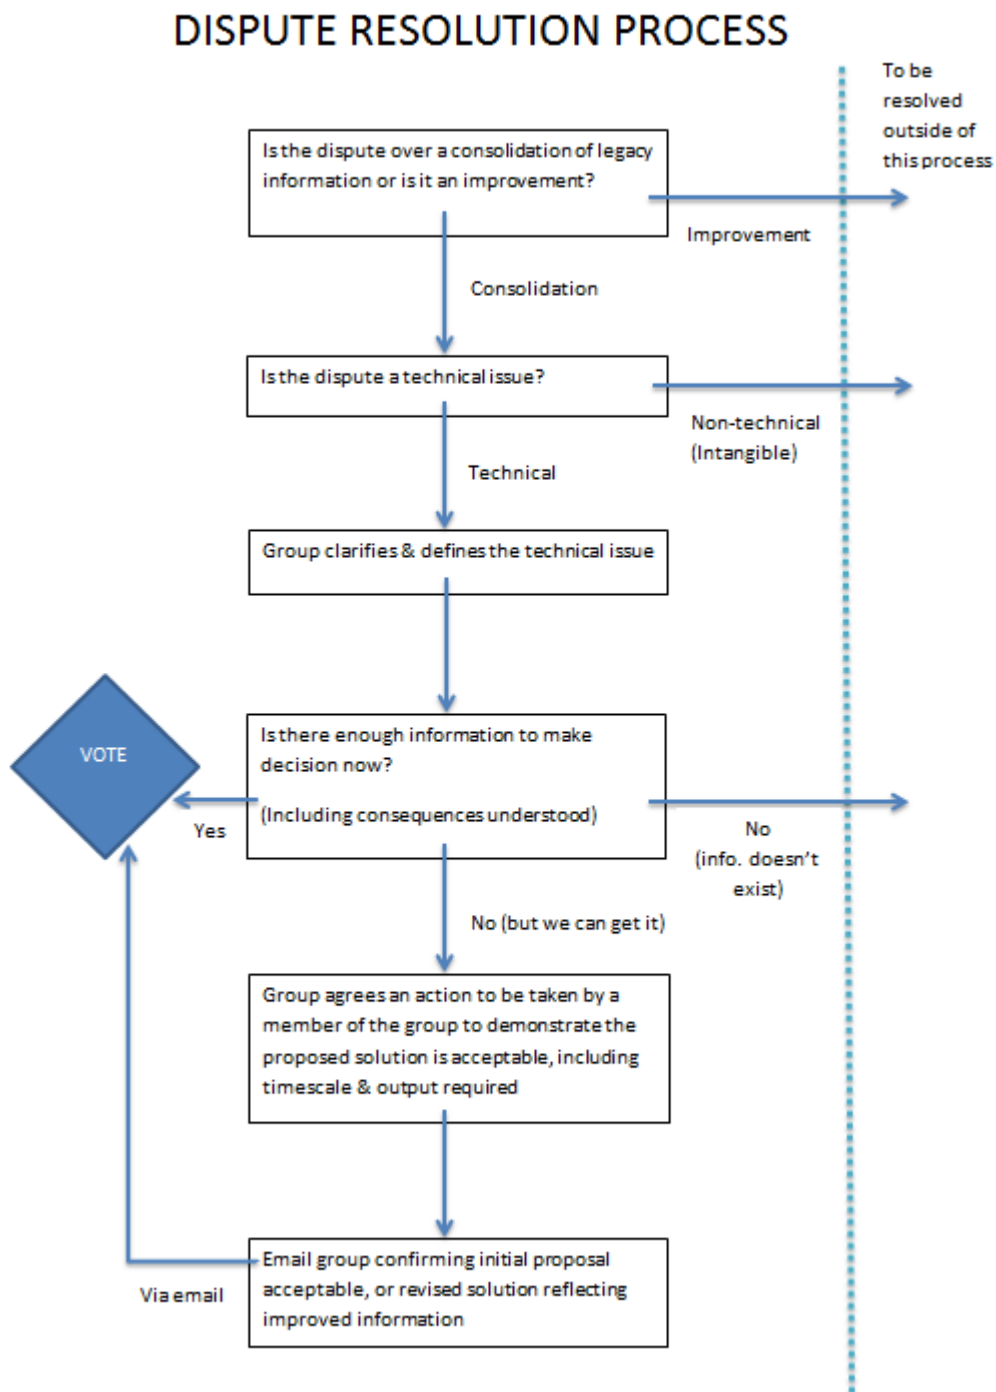 DISPUTE RESOLUTION PROCESS
To be
resolved
outside of
this process
Is the dispute over a consolidation of legacy
information or is it an improvement?
Improvement
Consolidation
Is the dispute a technical issue?
Non-technical
(Intangible)
Technical
Group clarifies & defines the technical issue
VOTE
Is there enough information to make
decision now?
(Including consequences understood)
Yes
No
(info. doesn't
exist)
No (but we can get it)
Group agrees an action to be taken by a
member of the group to demonstrate the
proposed solution is acceptable, including
timescale & output required
Email group confirming initial proposal
acceptable, or revised solution reflecting
improved information
Via email